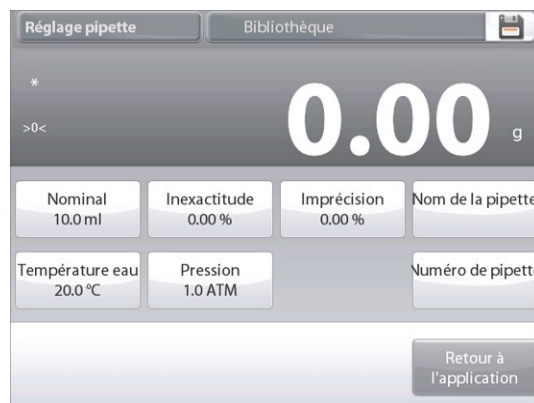 Réglage pipette
Bibliothèque
*
>0<
0.00 g
Nominal
10.0 ml
Inexactitude
0.00 %
Imprécision
0.00 %
Nom de la pipette
Température eau
20.0 °C
Pression
1.0 ATM
Numéro de pipett
Retour à
l'application